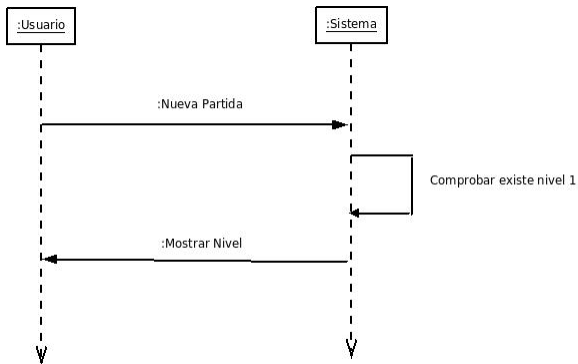 :Usuario
:Sistema
:Nueva Partida
Comprobar existe nivel 1
:Mostrar Nivel